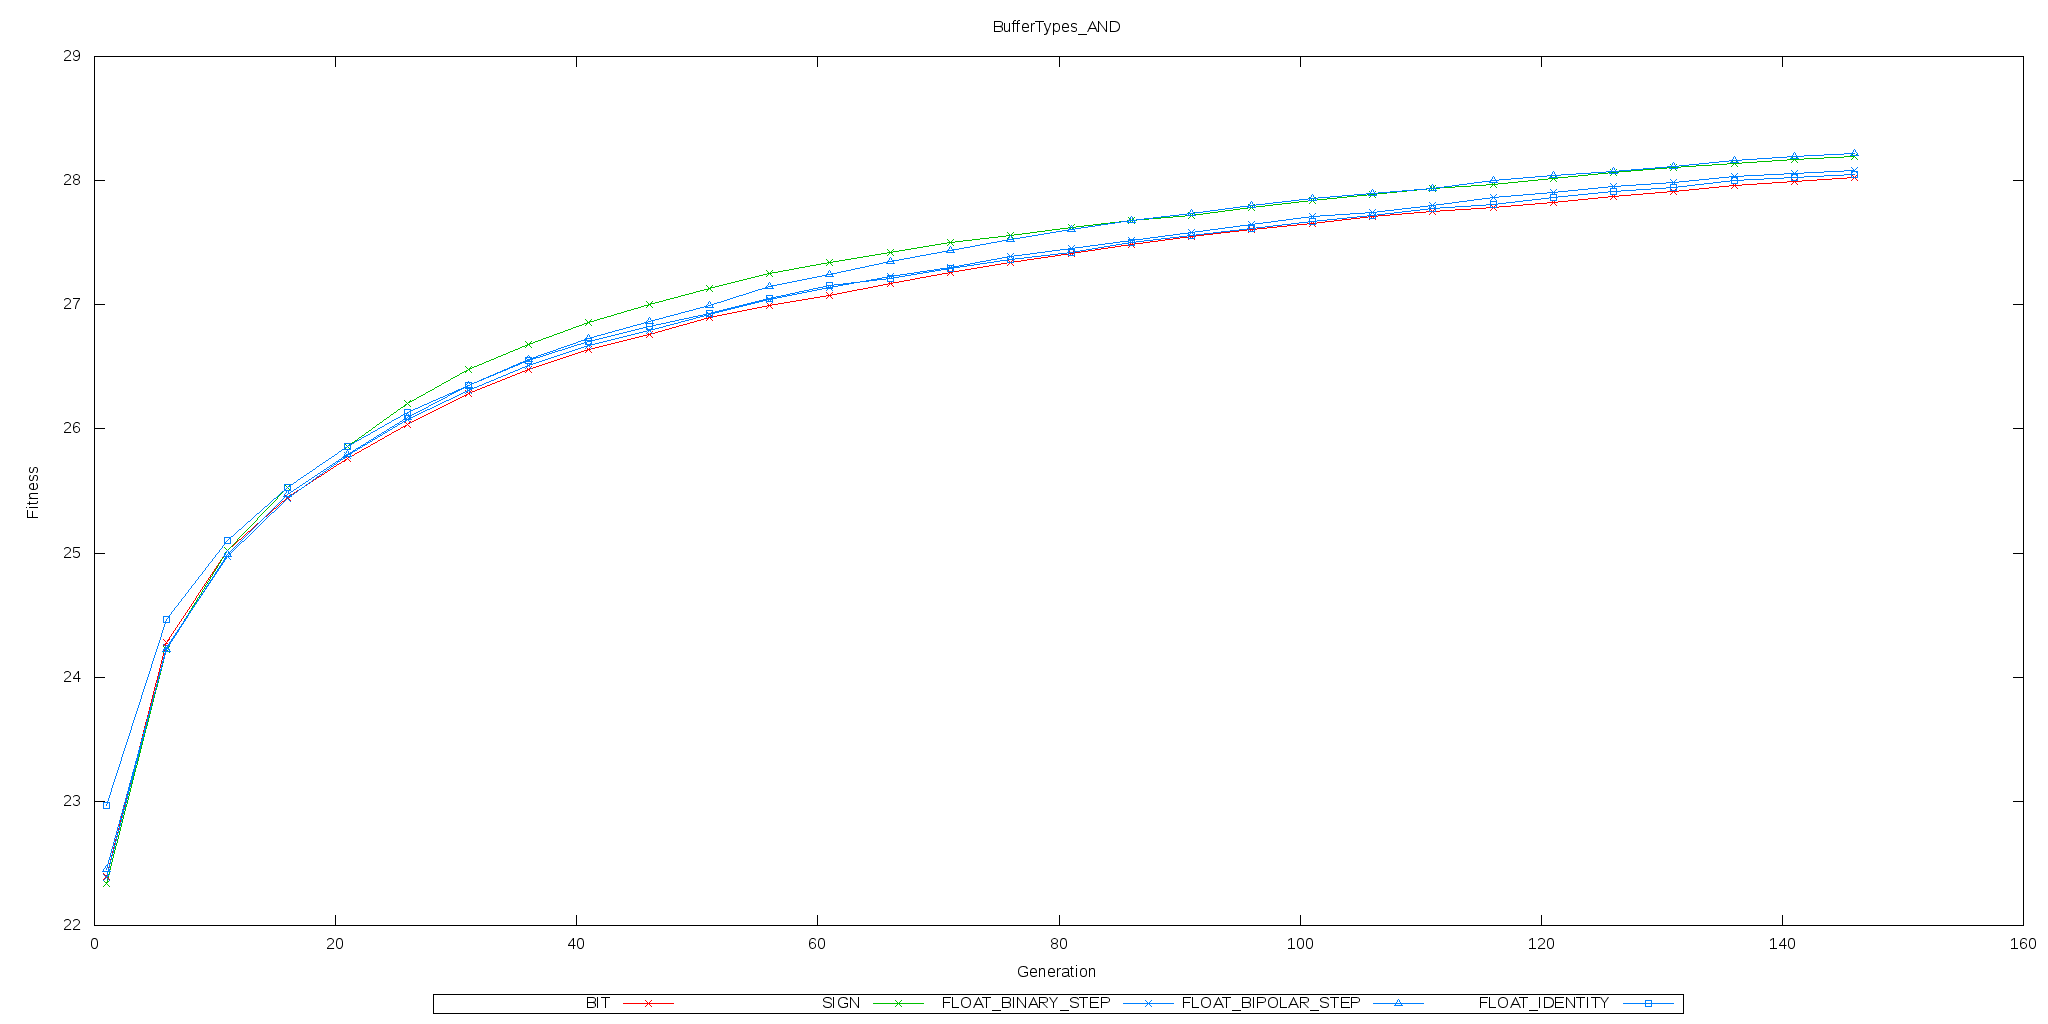 BufferTypes_AND
29
28
27
26
25
24
23
22
Fitness
0 20 40 60 80 100 120 140 160
Generation
BIT SIGN FLOAT_BINARY_STEP FLOAT_BIPOLAR_STEP FLOAT_IDENTITY